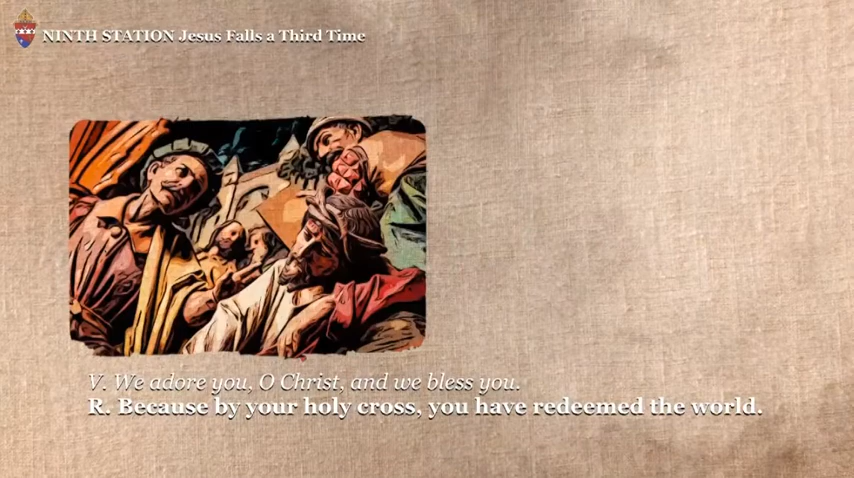 NINTH STATION Jesus Falls a Third Time
V. We adore you, O Christ, and we bless you.
R. Because by your holy cross, you have redeemed the world.